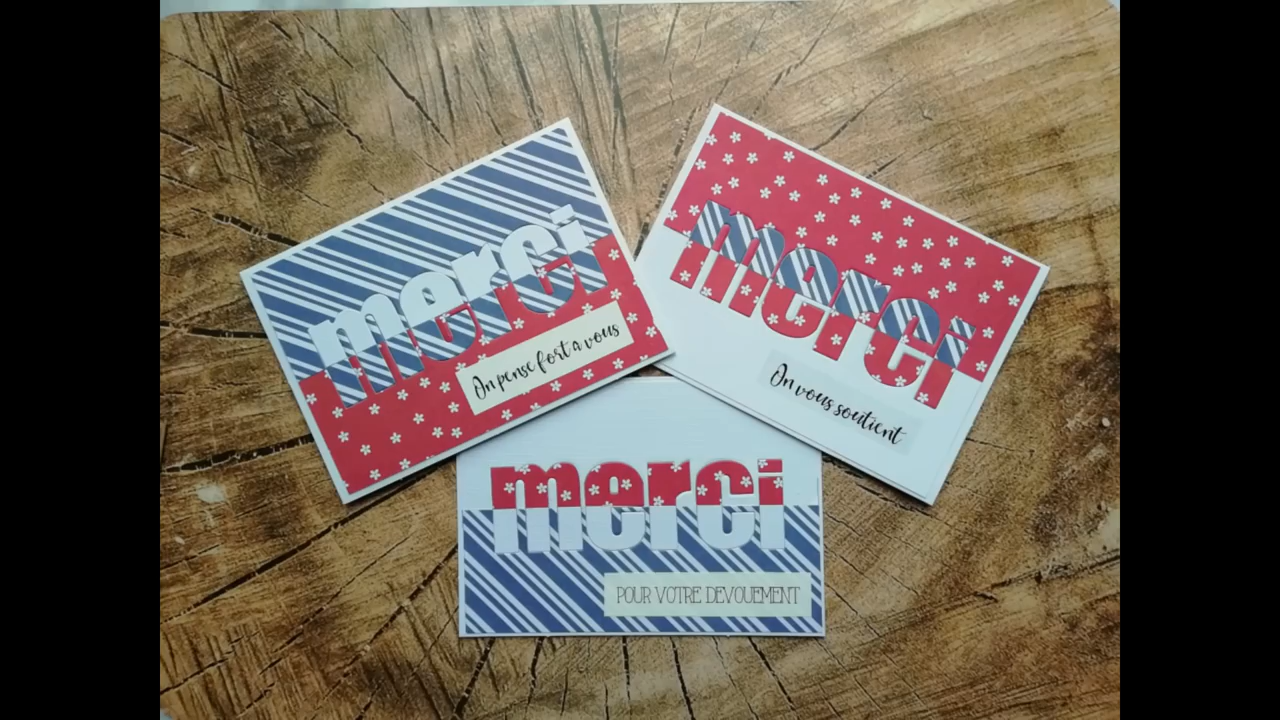 merci
On pense fort à vous
merci
On vous soutient
merci
POUR VOTRE DEVOUEMENT